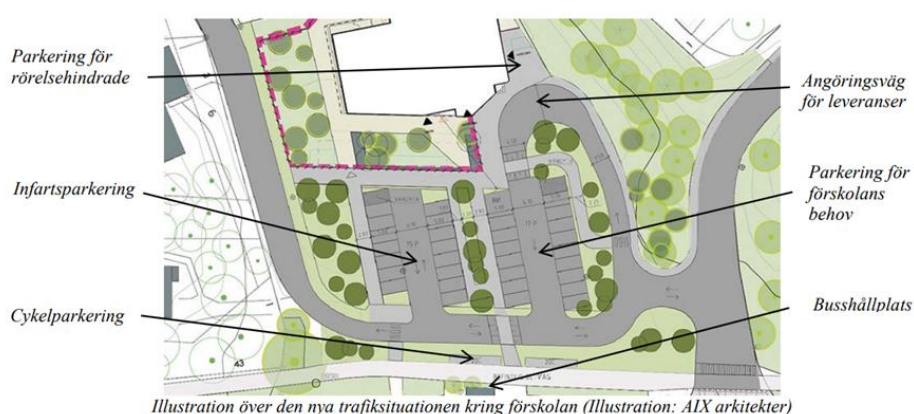 Parkering för
rörelsehindrade
Angöringsväg
för leveranser
Infartsparkering
Parkering för
förskolans
behov
Cykelparkering
Busshållplats
43
Illustration över den nya trafiksituationen kring förskolan (Illustration: AIX arkitekter)